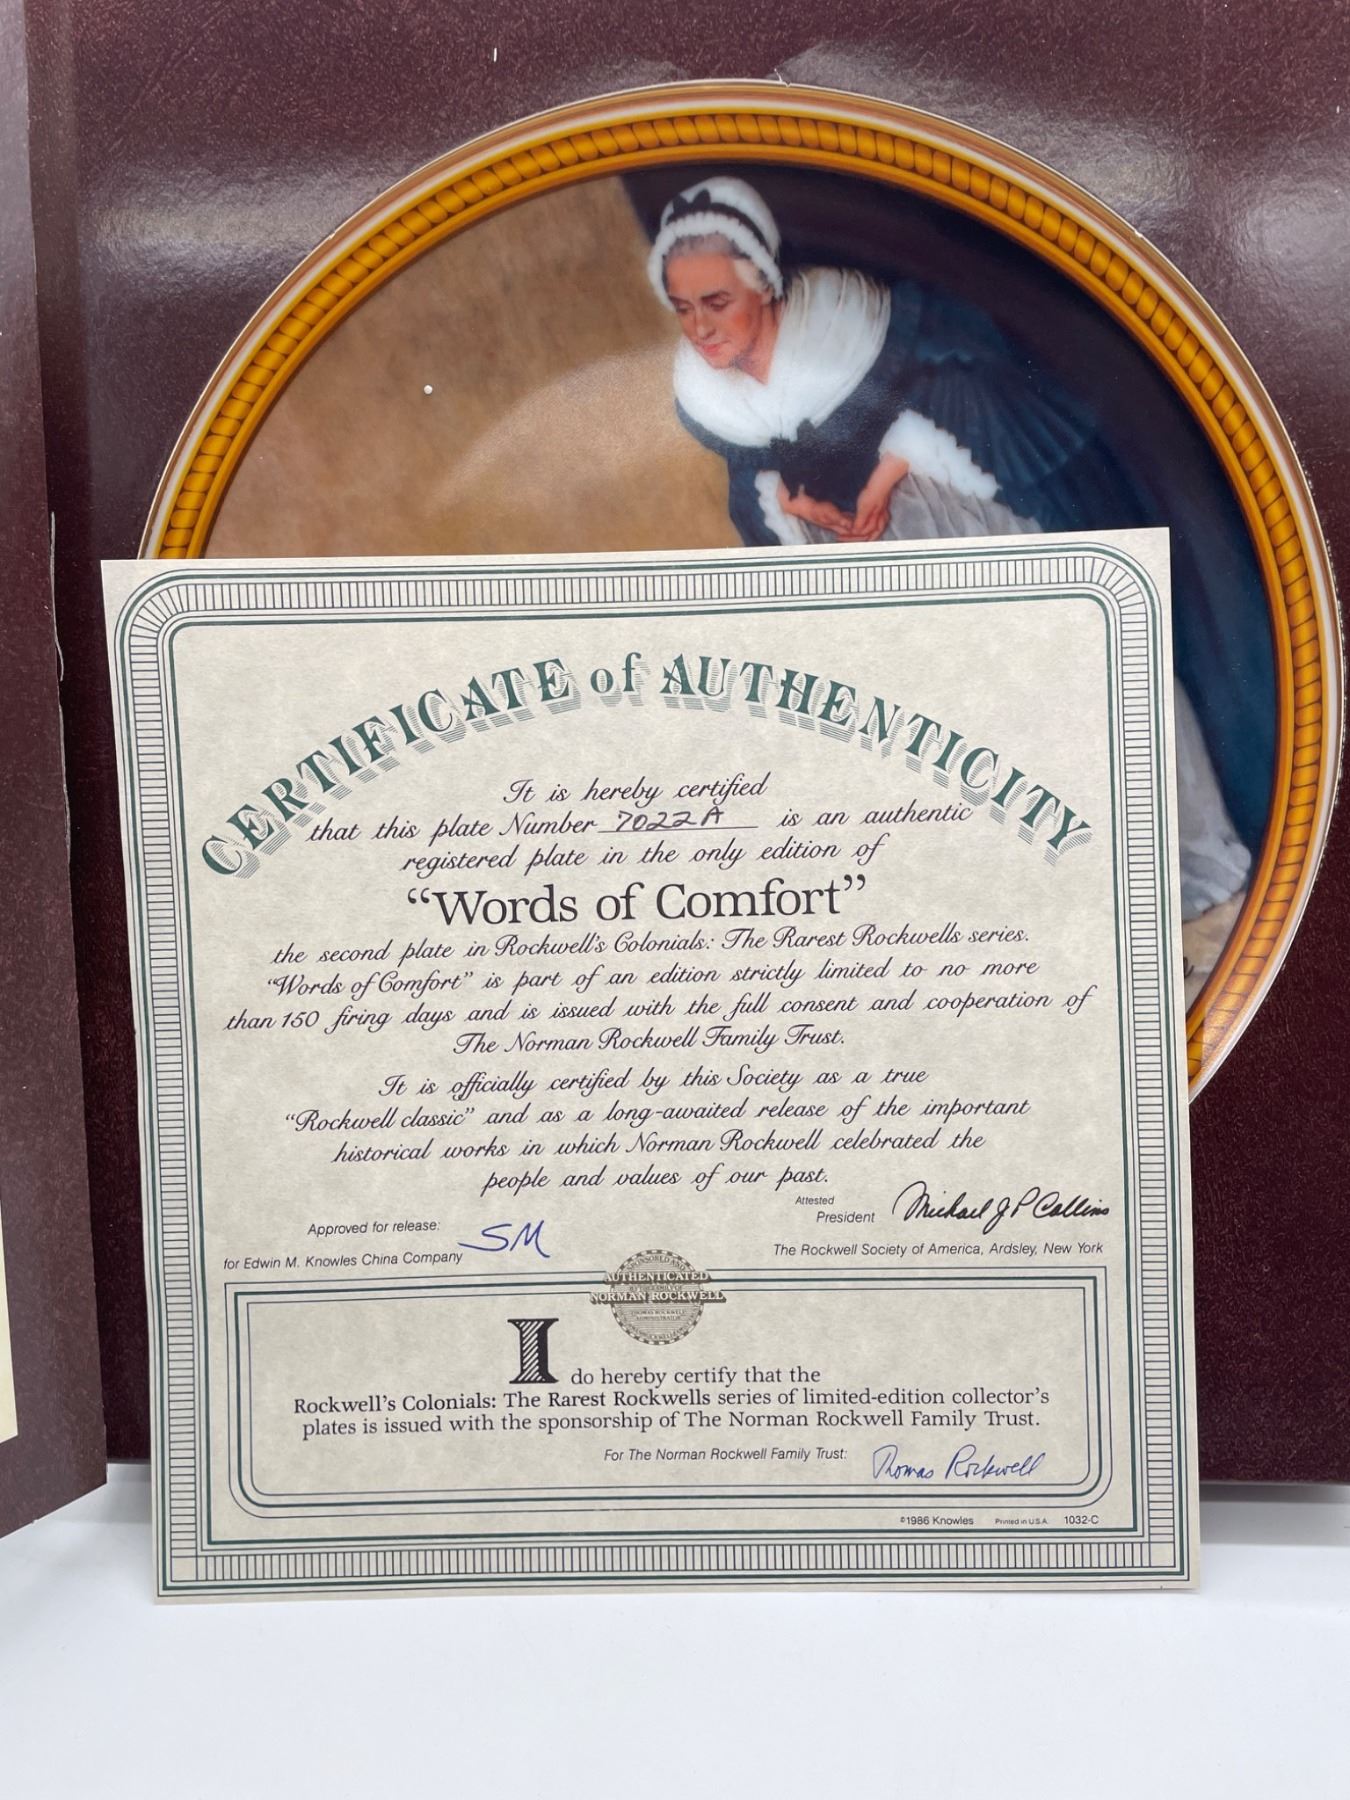 CERTIFICATE of AUTHENTICITY
It is hereby certified
that this plate Number 7022A is an authentic
registered plate in the only edition of
“Words of Comfort”
the second plate in Rockwell's Colonials: The Rarest Rockwells series.
“Words of Comfort” is part of an edition strictly limited to no more
than 150 firing days and is issued with the full consent and cooperation of
The Norman Rockwell Family Trust.
It is officially certified by this Society as a true
“Rockwell classic” and as a long-awaited release of the important
historical works in which Norman Rockwell celebrated the
people and values of our past.
Attested
President Michael J P Collins
The Rockwell Society of America, Ardsley, New York
Approved for release: SM
for Edwin M. Knowles China Company
SPONSORED AND
AUTHENTICATED
NORMAN ROCKWELL
I do hereby certify that the
Rockwell's Colonials: The Rarest Rockwells series of limited-edition collector's
plates is issued with the sponsorship of The Norman Rockwell Family Trust.
For The Norman Rockwell Family Trust: Thomas Rockwell
©1986 Knowles Printed in U.S.A. 1032-C